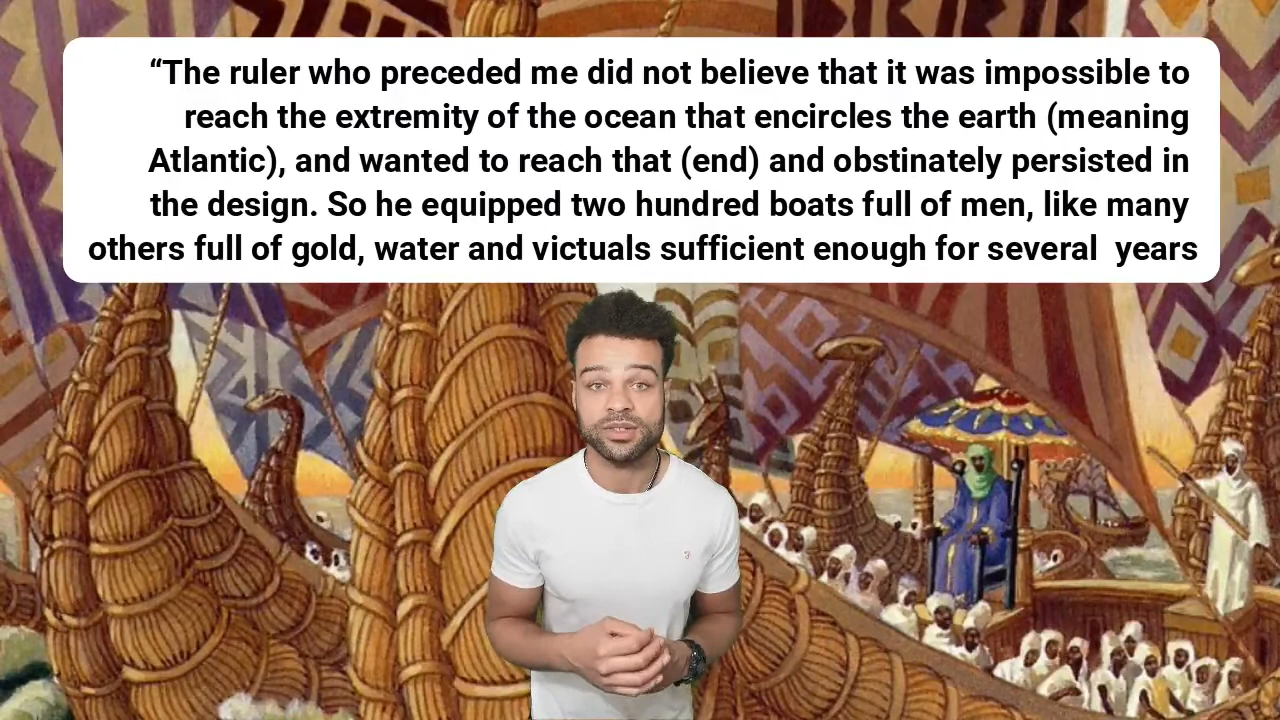 “The ruler who preceded me did not believe that it was impossible to
reach the extremity of the ocean that encircles the earth (meaning
Atlantic), and wanted to reach that (end) and obstinately persisted in
the design. So he equipped two hundred boats full of men, like many
others full of gold, water and victuals sufficient enough for several  years